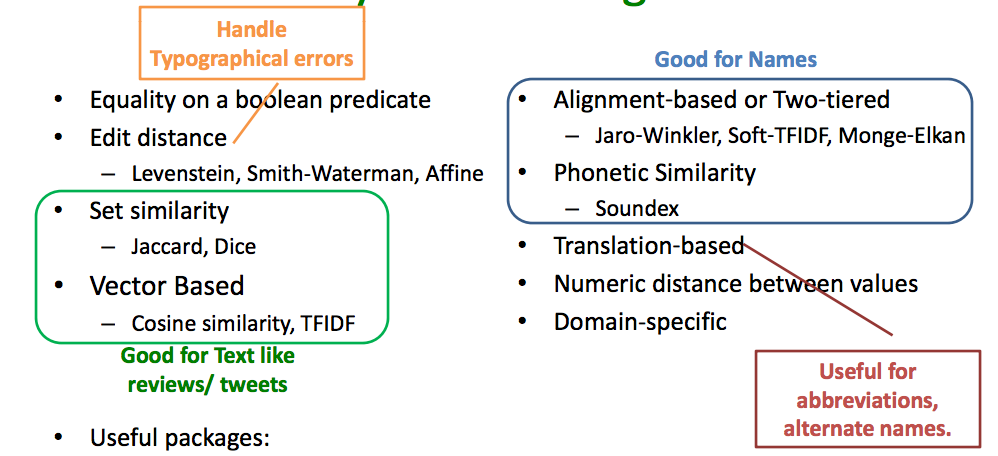 Handle
Typographical errors
• Equality on a boolean predicate
• Edit distance
– Levenstein, Smith-Waterman, Affine
• Set similarity
– Jaccard, Dice
• Vector Based
– Cosine similarity, TFIDF
Good for Text like
reviews/ tweets
• Useful packages:
Good for Names
• Alignment-based or Two-tiered
– Jaro-Winkler, Soft-TFIDF, Monge-Elkan
• Phonetic Similarity
– Soundex
• Translation-based
• Numeric distance between values
• Domain-specific
Useful for
abbreviations,
alternate names.